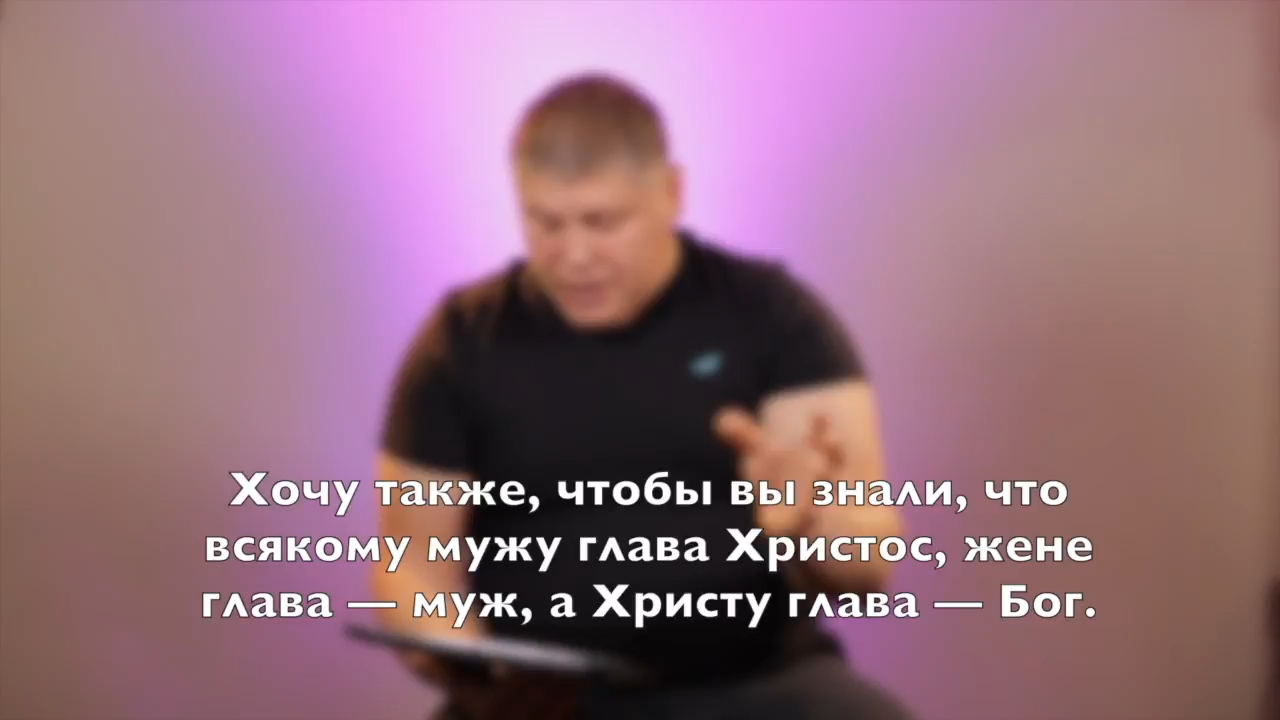 Хочу также, чтобы вы знали, что
всякому мужу глава Христос, жене
глава — муж, а Христу глава — Бог.